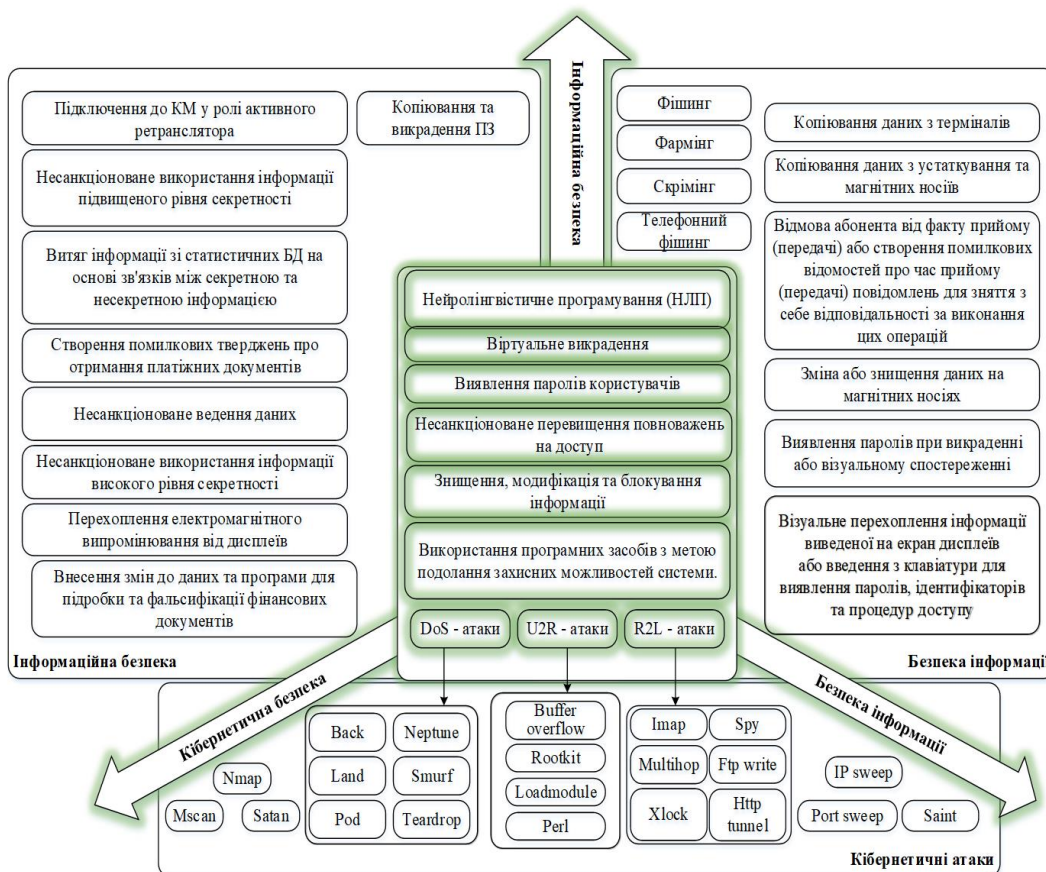 Інформаційна безпека
Підключення до КМ у ролі активного
ретранслятора
Копіювання та
викрадення ПЗ
Несанкціоноване використання інформації
підвищеного рівня секретності
Витяг інформації зі статистичних БД на
основі зв'язків між секретною та
несекретною інформацією
Створення помилкових тверджень про
отримання платіжних документів
Несанкціоноване ведення даних
Несанкціоноване використання інформації
високого рівня секретності
Перехоплення електромагнітного
випромінювання від дисплеїв
Внесення змін до даних та програми для
підробки та фальсифікації фінансових
документів
Інформаційна безпека
Фішинг
Фармінг
Скрімінг
Телефонний
фішинг
Копіювання даних з терміналів
Копіювання даних з устаткування та
магнітних носіїв
Відмова абонента від факту прийому
(передачі) або створення помилкових
відомостей про час прийому
(передачі) повідомлень для зняття з
себе відповідальності за виконання
цих операцій
Зміна або знищення даних на
магнітних носіях
Виявлення паролів при викраденні
або візуальному спостереженні
Візуальне перехоплення інформації
виведеної на екран дисплеїв
або введення з клавіатури для
виявлення паролів, ідентифікаторів
та процедур доступу
Безпека інформації
Нейролінгвістичне програмування (НЛП)
Віртуальне викрадення
Виявлення паролів користувачів
Несанкціоноване перевищення повноважень
на доступ
Знищення, модифікація та блокування
інформації
Використання програмних засобів з метою
подолання захисних можливостей системи.
DoS - атаки
U2R - атаки
R2L - атаки
Кібернетична безпека
Безпека інформації
Nmap
Mscan
Satan
Back
Neptune
Land
Smurf
Pod
Teardrop
Buffer
overflow
Rootkit
Loadmodule
Perl
Imap
Spy
Multihop
Ftp write
Xlock
Http
tunnel
IP sweep
Port sweep
Saint
Кібернетичні атаки